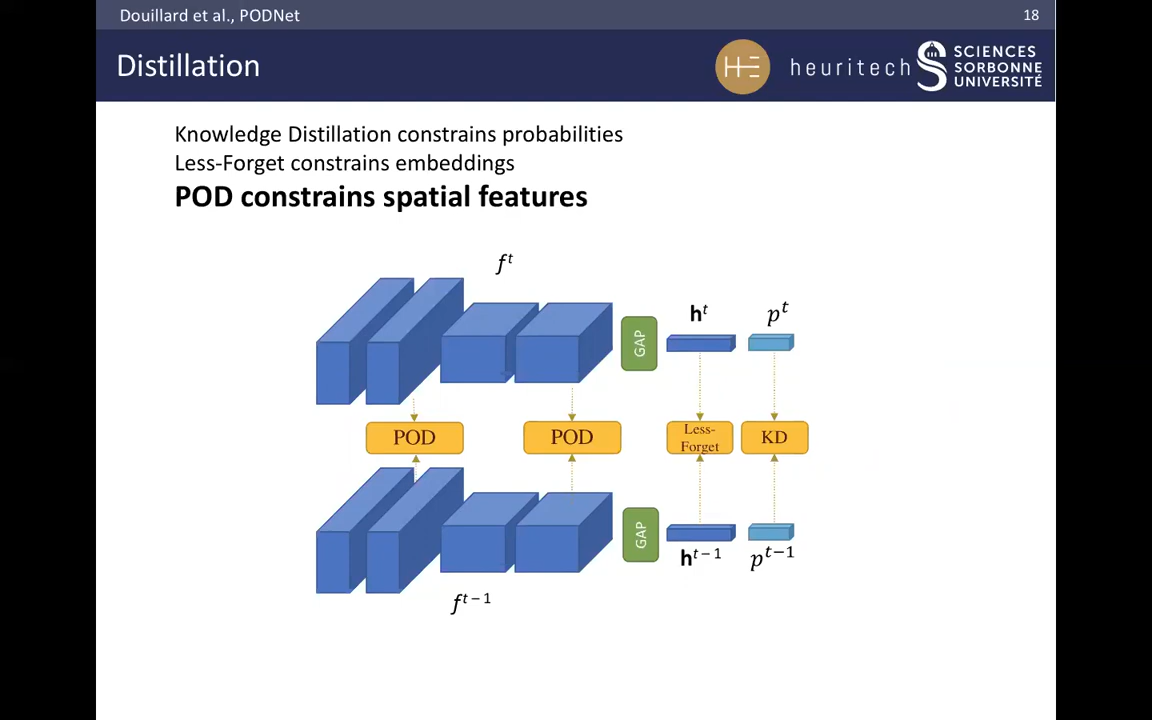 Douillard et al., PODNet
18
Distillation
heuritech
SCIENCES
SORBONNE
UNIVERSITÉ
Knowledge Distillation constrains probabilities
Less-Forget constrains embeddings
POD constrains spatial features
f^t
h^t
p^t
GAP
POD
POD
Less-
Forget
KD
GAP
h^{t-1}
p^{t-1}
f^{t-1}